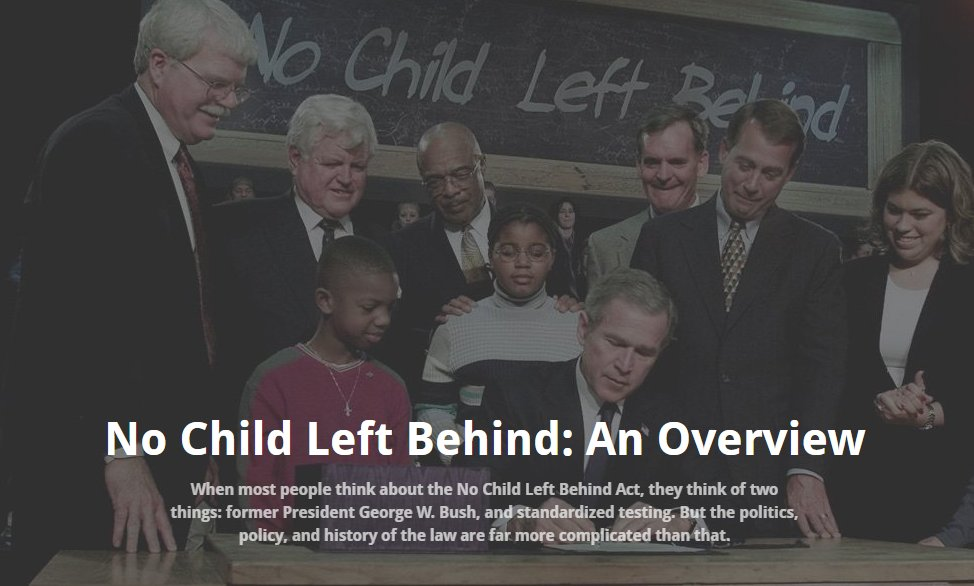 No Child Left Behind
No Child Left Behind: An Overview
When most people think about the No Child Left Behind Act, they think of two
things: former President George W. Bush, and standardized testing. But the politics,
policy, and history of the law are far more complicated than that.